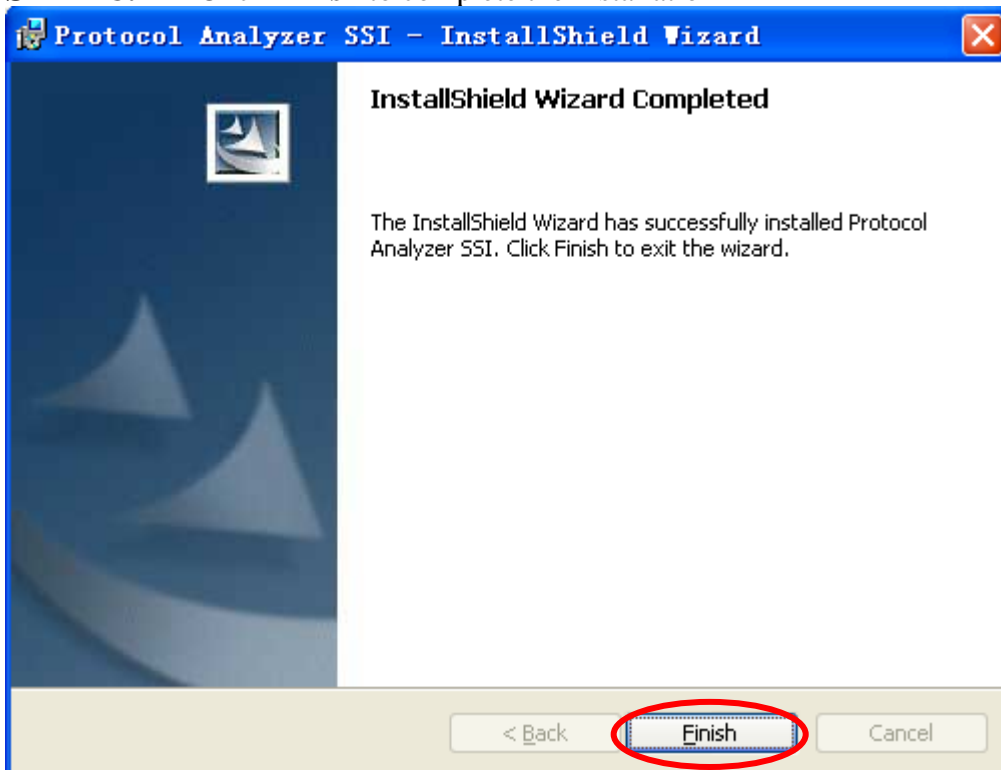 Protocol Analyzer SSI - InstallShield Wizard
InstallShield Wizard Completed
The InstallShield Wizard has successfully installed Protocol
Analyzer SSI. Click Finish to exit the wizard.
< Back Finish Cancel